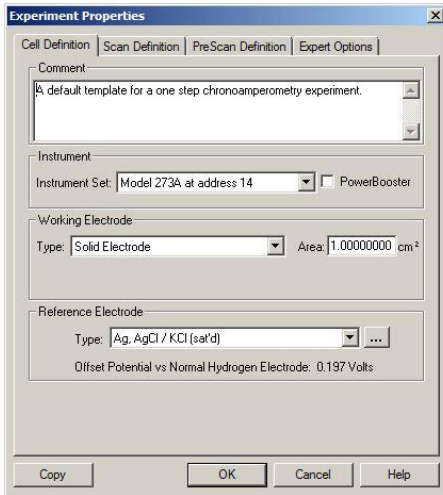 Experiment Properties
Cell Definition Scan Definition PreScan Definition Expert Options
Comment
A default template for a one step chronoamperometry experiment.
Instrument
Instrument Set: Model 273A at address 14 PowerBooster
Working Electrode
Type: Solid Electrode Area: 1.00000000 cm²
Reference Electrode
Type: Ag, AgCl / KCl (sat'd) ...
Offset Potential vs Normal Hydrogen Electrode: 0.197 Volts
Copy OK Cancel Help